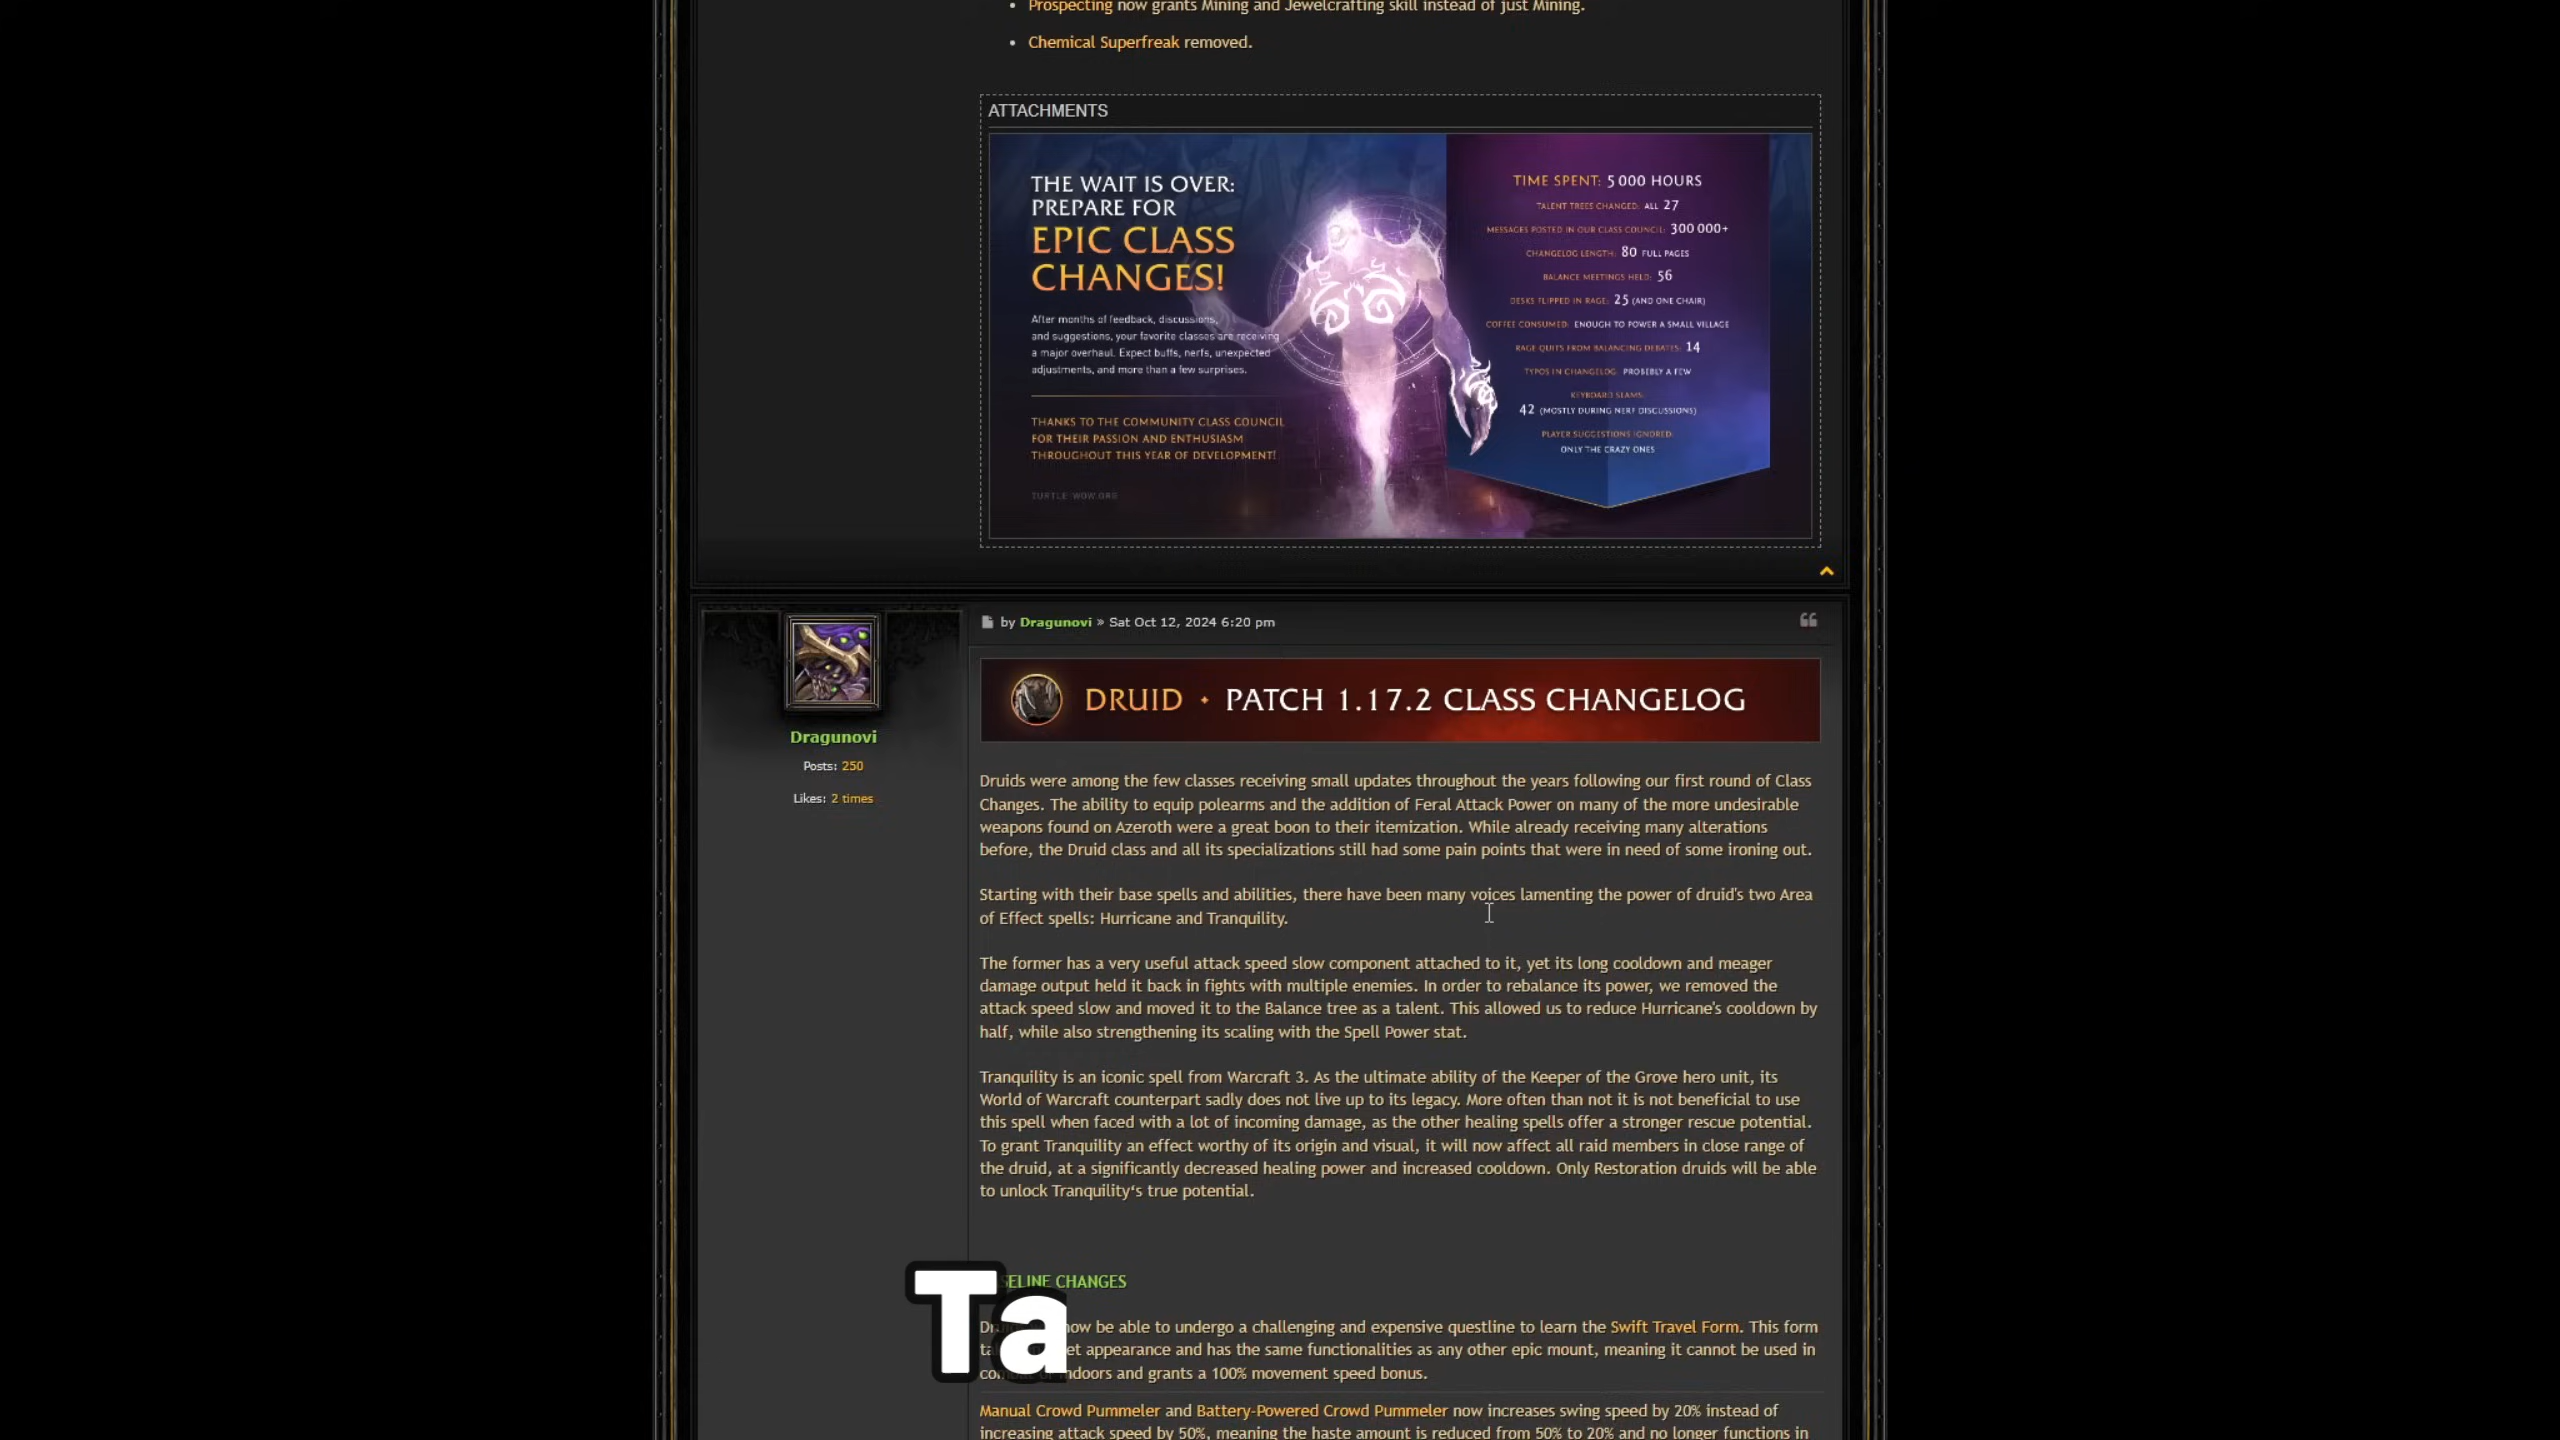 Prospecting now grants Mining and Jewelcrafting skill instead of just Mining.
Chemical Superfreak removed.
ATTACHMENTS
THE WAIT IS OVER:
PREPARE FOR
EPIC CLASS
CHANGES!
After months of feedback, discussions,
and suggestions, your favorite classes are receiving
a major overhaul. Expect buffs, nerfs, unexpected
adjustments, and more than a few surprises.
THANKS TO THE COMMUNITY CLASS COUNCIL
FOR THEIR PASSION AND ENTHUSIASM
THROUGHOUT THIS YEAR OF DEVELOPMENT!
TURTLE-WOW.ORG
TIME SPENT: 5000 HOURS
TALENT TREES CHANGED: ALL 27
MESSAGES POSTED IN OUR CLASS COUNCIL: 300 000+
CHANGELOG LENGTH: 80 FULL PAGES
BALANCE MEETINGS HELD: 56
DESKS FLIPPED IN RAGE: 25 (AND ONE CHAIR)
COFFEE CONSUMED: ENOUGH TO POWER A SMALL VILLAGE
RAGE QUITS FROM BALANCING DEBATES: 14
TYPOS IN CHANGELOG: PROBEBLY A FEW
KEYBOARD SLAMS:
42 (MOSTLY DURING NERF DISCUSSIONS)
PLAYER SUGGESTIONS IGNORED:
ONLY THE CRAZY ONES
Dragunovi
Posts: 250
Likes: 2 times
by Dragunovi » Sat Oct 12, 2024 6:20 pm
DRUID • PATCH 1.17.2 CLASS CHANGELOG
Druids were among the few classes receiving small updates throughout the years following our first round of Class
Changes. The ability to equip polearms and the addition of Feral Attack Power on many of the more undesirable
weapons found on Azeroth were a great boon to their itemization. While already receiving many alterations
before, the Druid class and all its specializations still had some pain points that were in need of some ironing out.
Starting with their base spells and abilities, there have been many voices lamenting the power of druid's two Area
of Effect spells: Hurricane and Tranquility.
The former has a very useful attack speed slow component attached to it, yet its long cooldown and meager
damage output held it back in fights with multiple enemies. In order to rebalance its power, we removed the
attack speed slow and moved it to the Balance tree as a talent. This allowed us to reduce Hurricane's cooldown by
half, while also strengthening its scaling with the Spell Power stat.
Tranquility is an iconic spell from Warcraft 3. As the ultimate ability of the Keeper of the Grove hero unit, its
World of Warcraft counterpart sadly does not live up to its legacy. More often than not it is not beneficial to use
this spell when faced with a lot of incoming damage, as the other healing spells offer a stronger rescue potential.
To grant Tranquility an effect worthy of its origin and visual, it will now affect all raid members in close range of
the druid, at a significantly decreased healing power and increased cooldown. Only Restoration druids will be able
to unlock Tranquility‘s true potential.
SELINE CHANGES
Ta
now be able to undergo a challenging and expensive questline to learn the Swift Travel Form. This form
appearance and has the same functionalities as any other epic mount, meaning it cannot be used in
indoors and grants a 100% movement speed bonus.
Manual Crowd Pummeler and Battery-Powered Crowd Pummeler now increases swing speed by 20% instead of
increasing attack speed by 50%, meaning the haste amount is reduced from 50% to 20% and no longer functions in